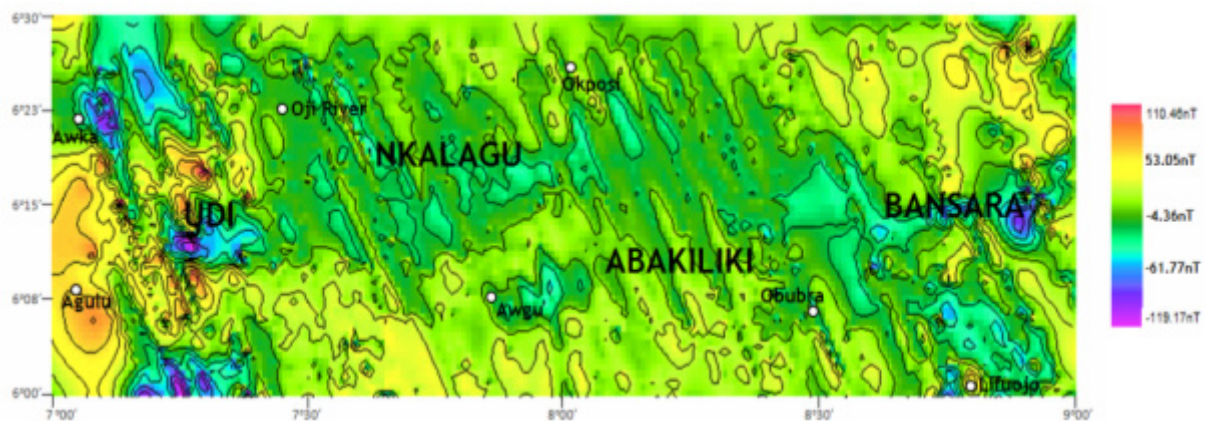 6°30'
Okposi
6°23'
Oji River
110.46nT
Awka
NKALAGU
53.05nT
6°15'
UDI
BANSARA
-4.36nT
ABAKILIKI
-61.77nT
Agulu
6°08'
Awgu
Obubra
-119.17nT
6°00'
Lifuojo
7°00'
7°30'
8°00'
8°30'
9°00'